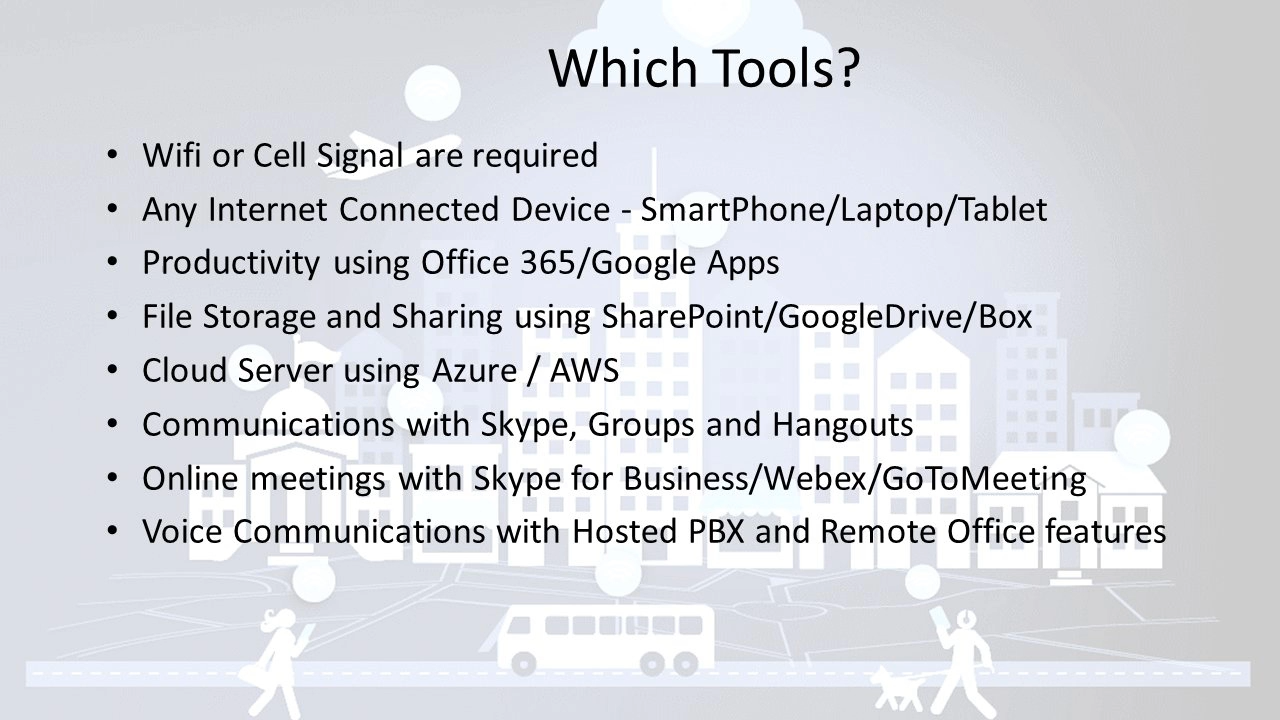 Which Tools?
• Wifi or Cell Signal are required
• Any Internet Connected Device - SmartPhone/Laptop/Tablet
• Productivity using Office 365/Google Apps
• File Storage and Sharing using SharePoint/GoogleDrive/Box
• Cloud Server using Azure / AWS
• Communications with Skype, Groups and Hangouts
• Online meetings with Skype for Business/Webex/GoToMeeting
• Voice Communications with Hosted PBX and Remote Office features